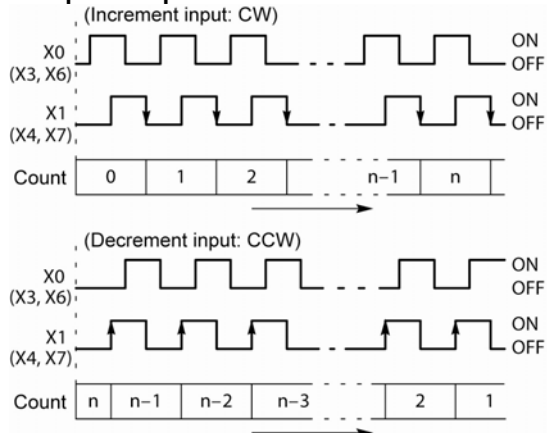 (Increment input: CW)
X0
(X3, X6)
ON
OFF
X1
(X4, X7)
ON
OFF
Count 0 1 2 n-1 n
(Decrement input: CCW)
X0
(X3, X6)
ON
OFF
X1
(X4, X7)
ON
OFF
Count n n-1 n-2 n-3 2 1